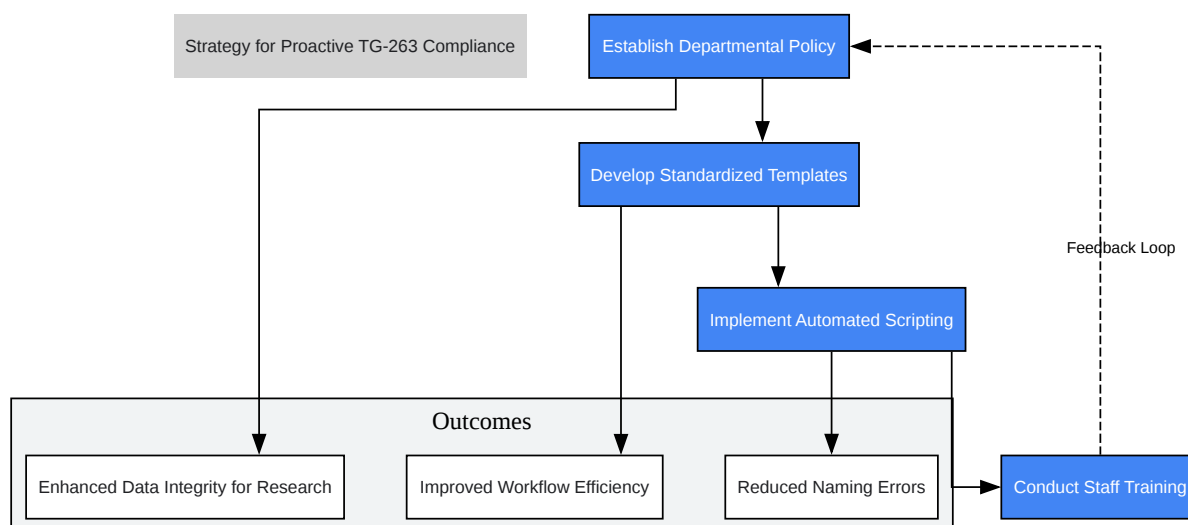 Strategy for Proactive TG-263 Compliance
Establish Departmental Policy
Develop Standardized Templates
Feedback Loop
Implement Automated Scripting
Outcomes
Enhanced Data Integrity for Research
Improved Workflow Efficiency
Reduced Naming Errors
Conduct Staff Training